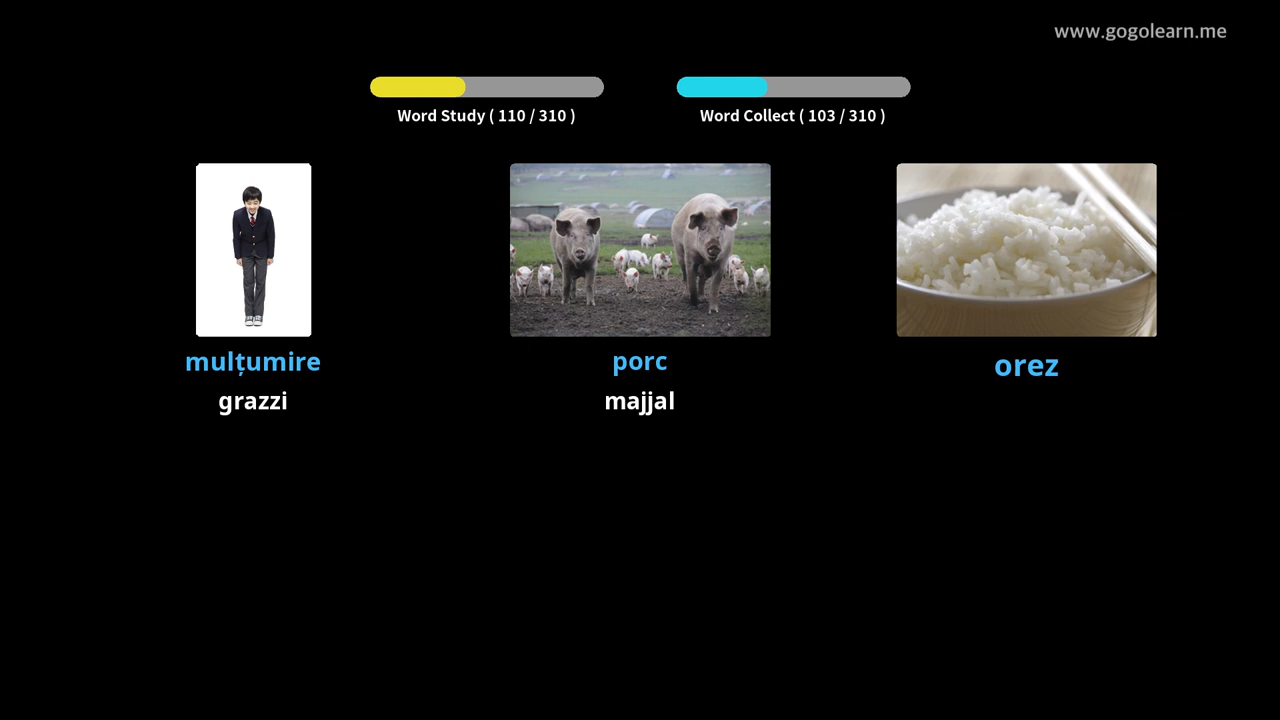 www.gogolearn.me
Word Study ( 110 / 310 )
Word Collect ( 103 / 310 )
mulțumire
grazzi
porc
majjal
orez